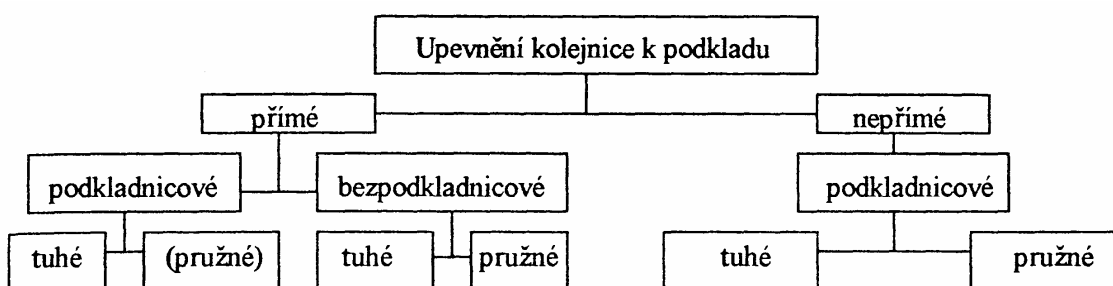 Upevnění kolejnice k podkladu
přímé
nepřímé
podkladnicové
bezpodkladnicové
podkladnicové
tuhé
(pružné)
tuhé
pružné
tuhé
pružné